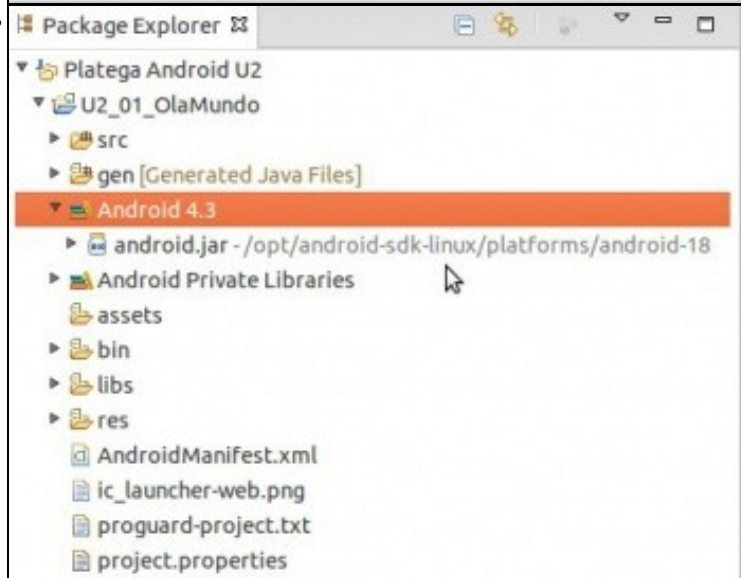 Package Explorer
Platega Android U2
U2_01_OlaMundo
src
gen [Generated Java Files]
Android 4.3
android.jar - /opt/android-sdk-linux/platforms/android-18
Android Private Libraries
assets
bin
libs
res
AndroidManifest.xml
ic_launcher-web.png
proguard-project.txt
project.properties